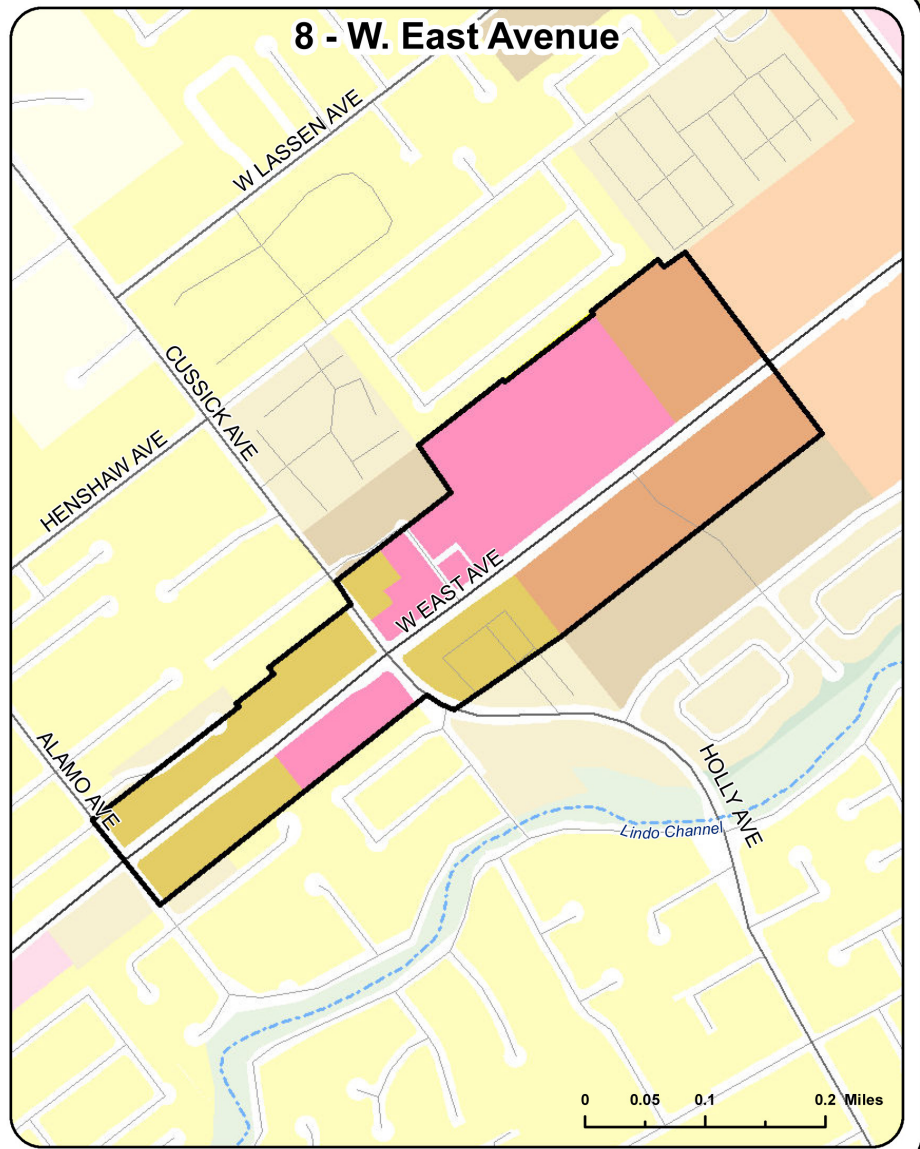 8 - W. East Avenue
W LASSEN AVE
CUSSICK AVE
HENSHAW AVE
W EAST AVE
ALAMO AVE
HOLLY AVE
Lindo Channel
0 0.05 0.1 0.2 Miles